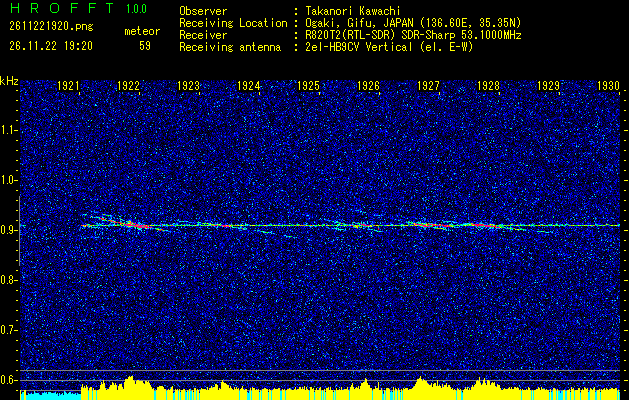 H R O F F T 1.0.0
2611221920.png
meteor
26.11.22 19:20 59
Observer : Takanori Kawachi
Receiving Location : Ogaki, Gifu, JAPAN (136.60E, 35.35N)
Receiver : R820T2(RTL-SDR) SDR-Sharp 53.1000MHz
Receiving antenna : 2el-HB9CV Vertical (el. E-W)
kHz 1921 1922 1923 1924 1925 1926 1927 1928 1929 1930
1.1
1.0
0.9
0.8
0.7
0.6